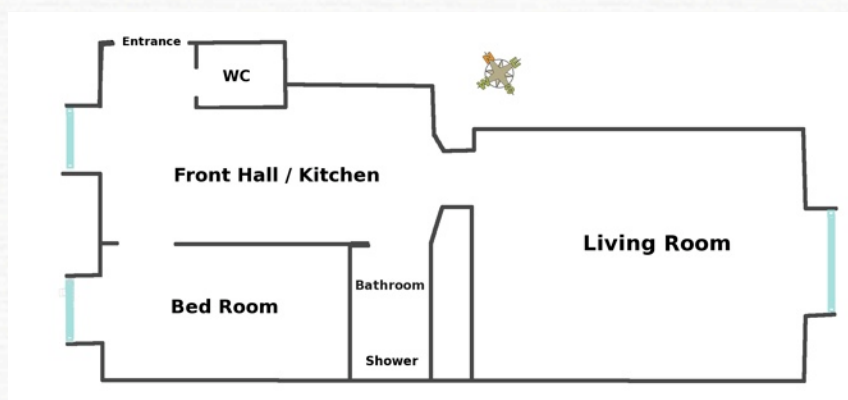 Entrance
WC
Front Hall / Kitchen
Living Room
Bathroom
Bed Room
Shower